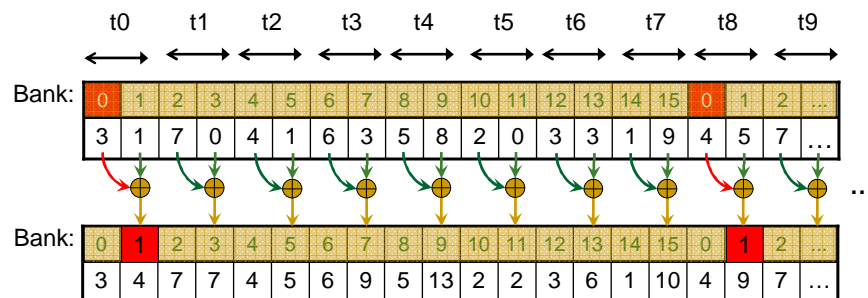 t0 t1 t2 t3 t4 t5 t6 t7 t8 t9
Bank: 0 1 2 3 4 5 6 7 8 9 10 11 12 13 14 15 0 1 2 ...
3 1 7 0 4 1 6 3 5 8 2 0 3 3 1 9 4 5 7 ...
...
Bank: 0 1 2 3 4 5 6 7 8 9 10 11 12 13 14 15 0 1 2 ...
3 4 7 7 4 5 6 9 5 13 2 2 3 6 1 10 4 9 7 ...